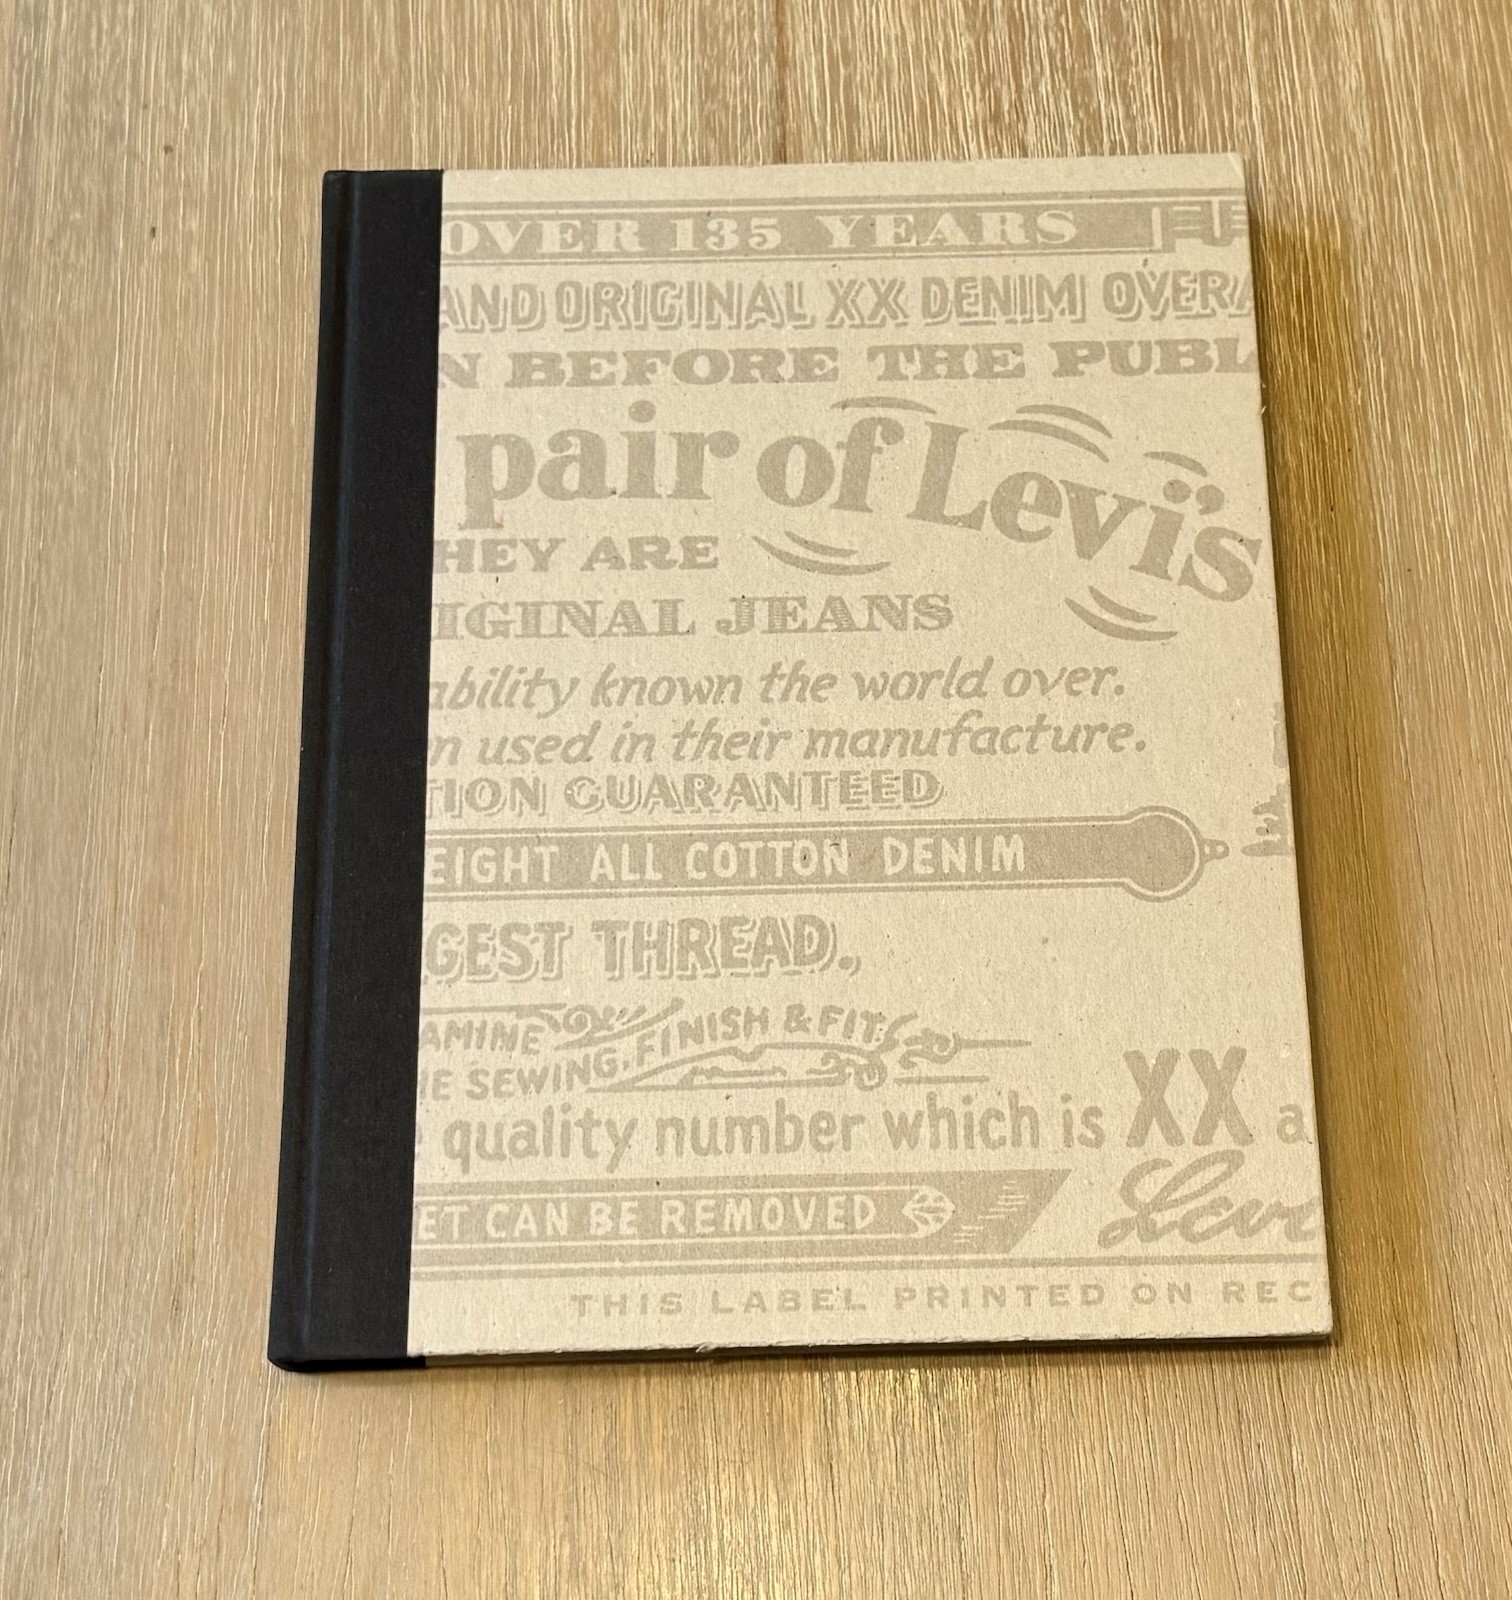 OVER 135 YEARS
AND ORIGINAL XX DENIM OVERA
N BEFORE THE PUBL
pair of Levi's
HEY ARE
IGINAL JEANS
ability known the world over.
n used in their manufacture.
TION GUARANTEED
EIGHT ALL COTTON DENIM
GEST THREAD.,
AMINE
HE SEWING, FINISH & FIT
quality number which is XX a
ET CAN BE REMOVED
Levi
THIS LABEL PRINTED ON REC